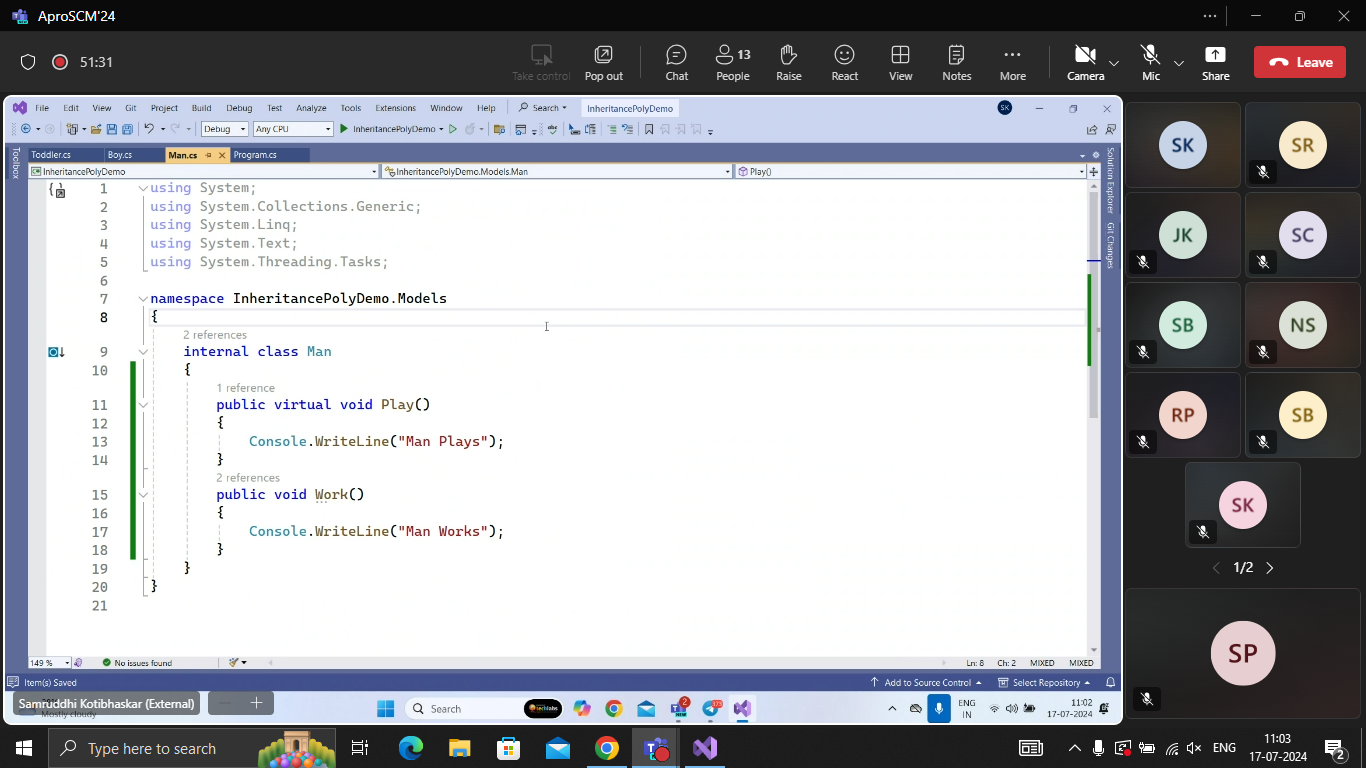 AproSCM'24
51:31
Take control
Pop out
Chat
13
People
Raise
React
View
Notes
More
Camera
Mic
Share
Leave
File Edit View Git Project Build Debug Test Analyze Tools Extensions Window Help Search InheritancePolyDemo SK
Debug Any CPU InheritancePolyDemo
Toolbox
Toddler.cs Boy.cs Man.cs Program.cs
InheritancePolyDemo InheritancePolyDemo.Models.Man Play()
1 using System;
2 using System.Collections.Generic;
3 using System.Linq;
4 using System.Text;
5 using System.Threading.Tasks;
6
7 namespace InheritancePolyDemo.Models
8 {
2 references
9 internal class Man
10 {
1 reference
11 public virtual void Play()
12 {
13 Console.WriteLine("Man Plays");
14 }
2 references
15 public void Work()
16 {
17 Console.WriteLine("Man Works");
18 }
19 }
20 }
21
Solution Explorer
Git Changes
149 % No issues found Ln: 8 Ch: 2 MIXED MIXED
Item(s) Saved Add to Source Control Select Repository
Samruddhi Kotibhaskar (External)
Mostly cloudy
Search
techlabs
2
ENG
IN
11:02
17-07-2024
SK
SR
JK
SC
SB
NS
RP
SB
SK
1/2
SP
Type here to search
ENG
11:03
17-07-2024
2